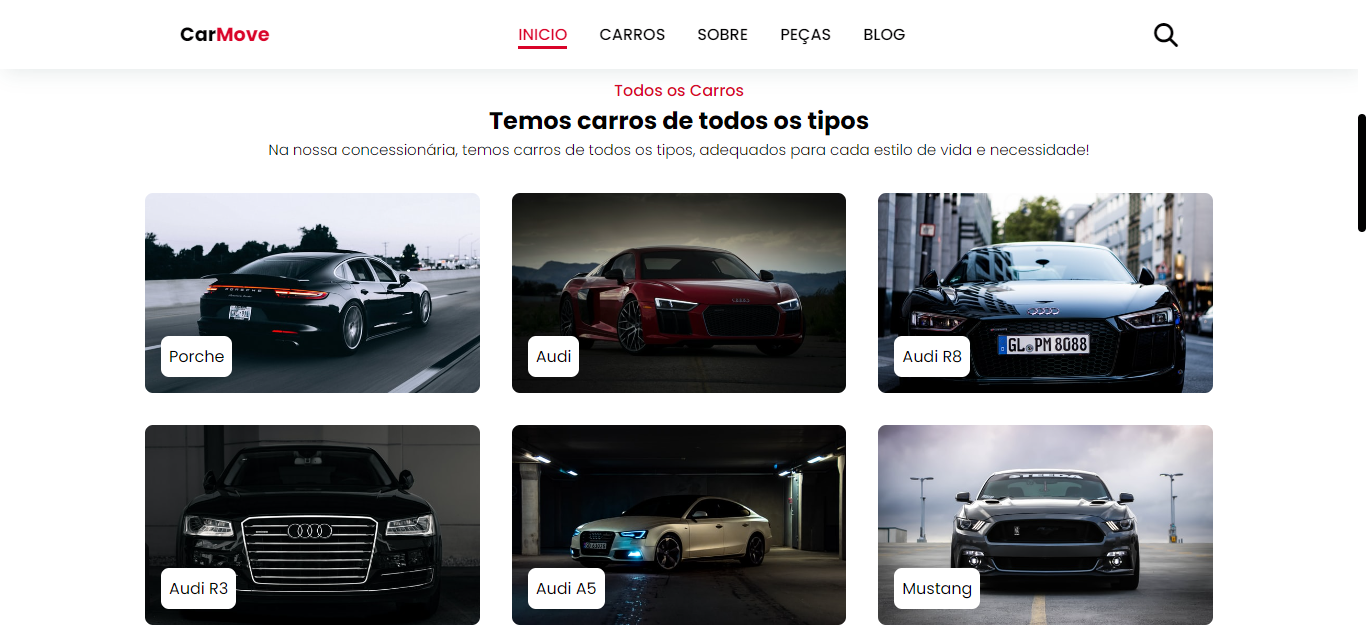 CarMove
INICIO CARROS SOBRE PEÇAS BLOG
Todos os Carros
Temos carros de todos os tipos
Na nossa concessionária, temos carros de todos os tipos, adequados para cada estilo de vida e necessidade!
PORSCHE
Porche
Audi
GL PM 8088
Audi R8
Audi R3
Audi A5
Mustang